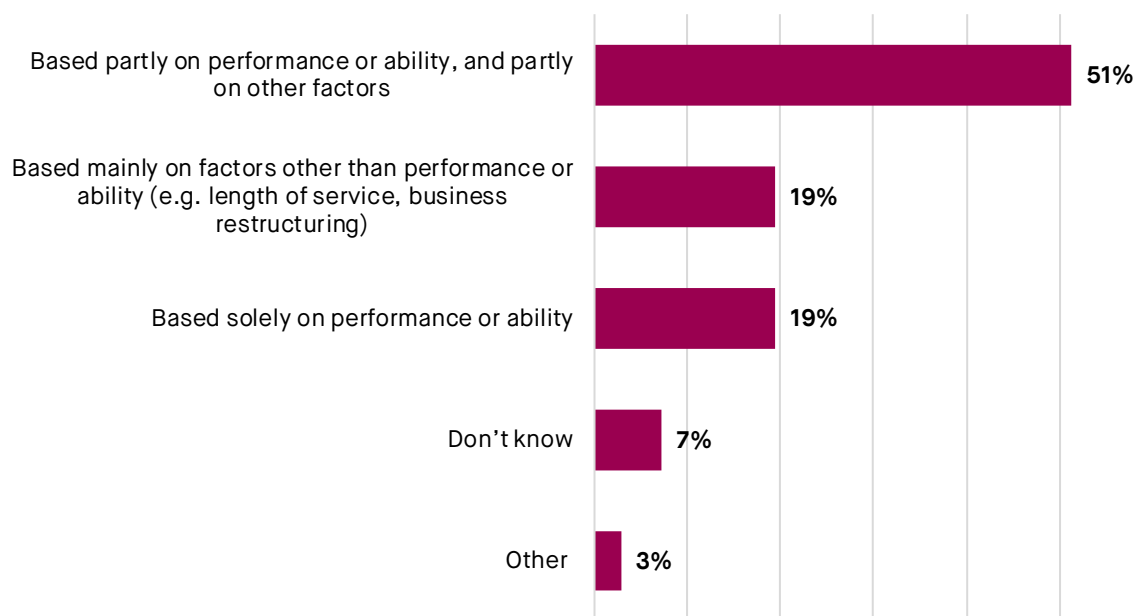 Based partly on performance or ability, and partly
on other factors
51%
Based mainly on factors other than performance or
ability (e.g. length of service, business
restructuring)
19%
Based solely on performance or ability
19%
Don’t know
7%
Other
3%